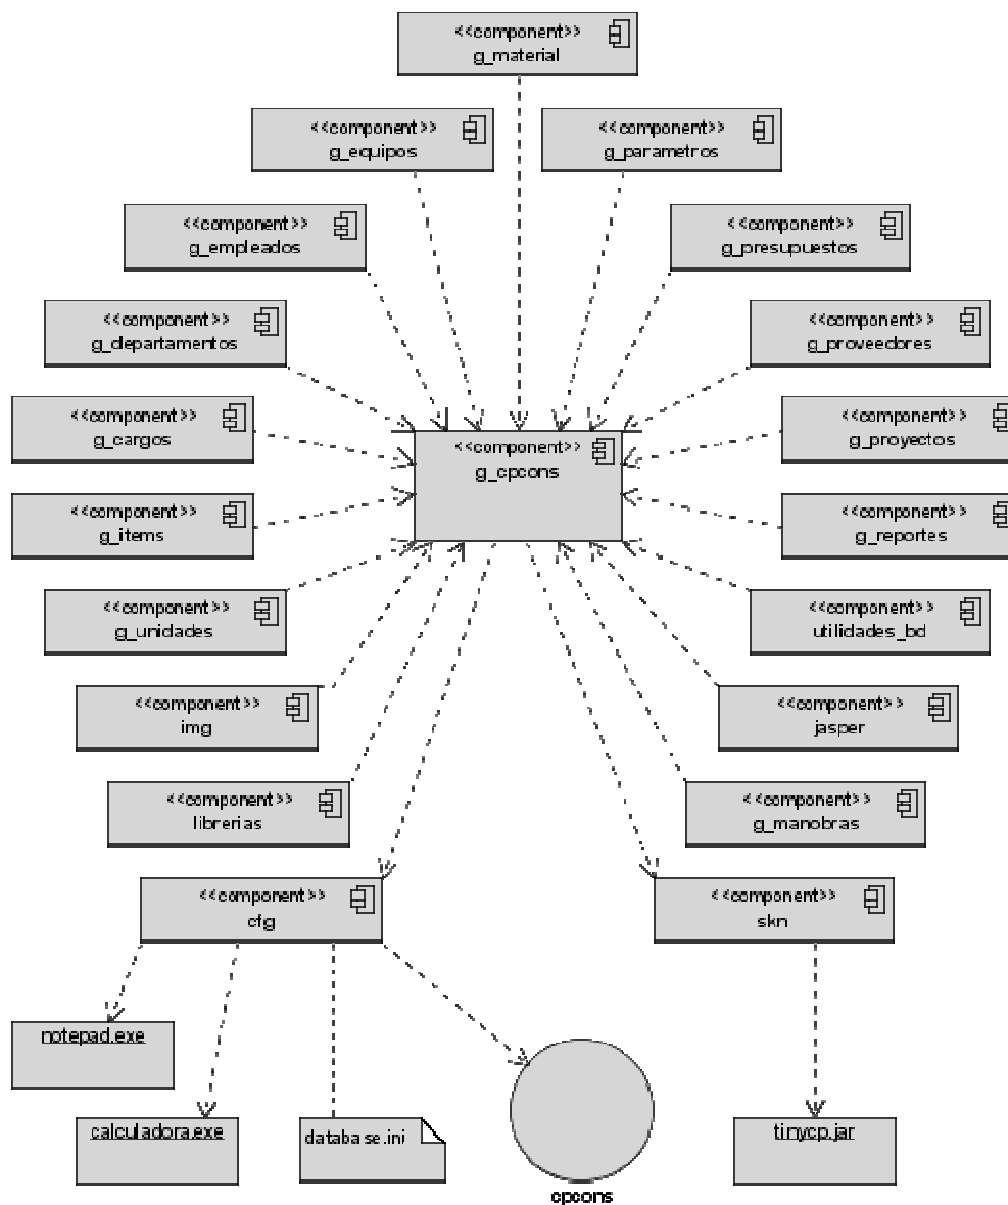 <<component>>
g_material
<<component>>
g_equipos
<<component>>
g_parametros
<<component>>
g_empleados
<<component>>
g_presupuestos
<<component>>
g_departamentos
<<component>>
g_proveedores
<<component>>
g_cargos
<<component>>
g_cpcons
<<component>>
g_proyectos
<<component>>
g_items
<<component>>
g_reportes
<<component>>
g_unidades
<<component>>
utilidades_bd
<<component>>
img
<<component>>
jasper
<<component>>
librerias
<<component>>
g_manobras
<<component>>
cfig
<<component>>
skn
notepad.exe
calculadora.exe
database.ini
tinycp.jar
cpcons